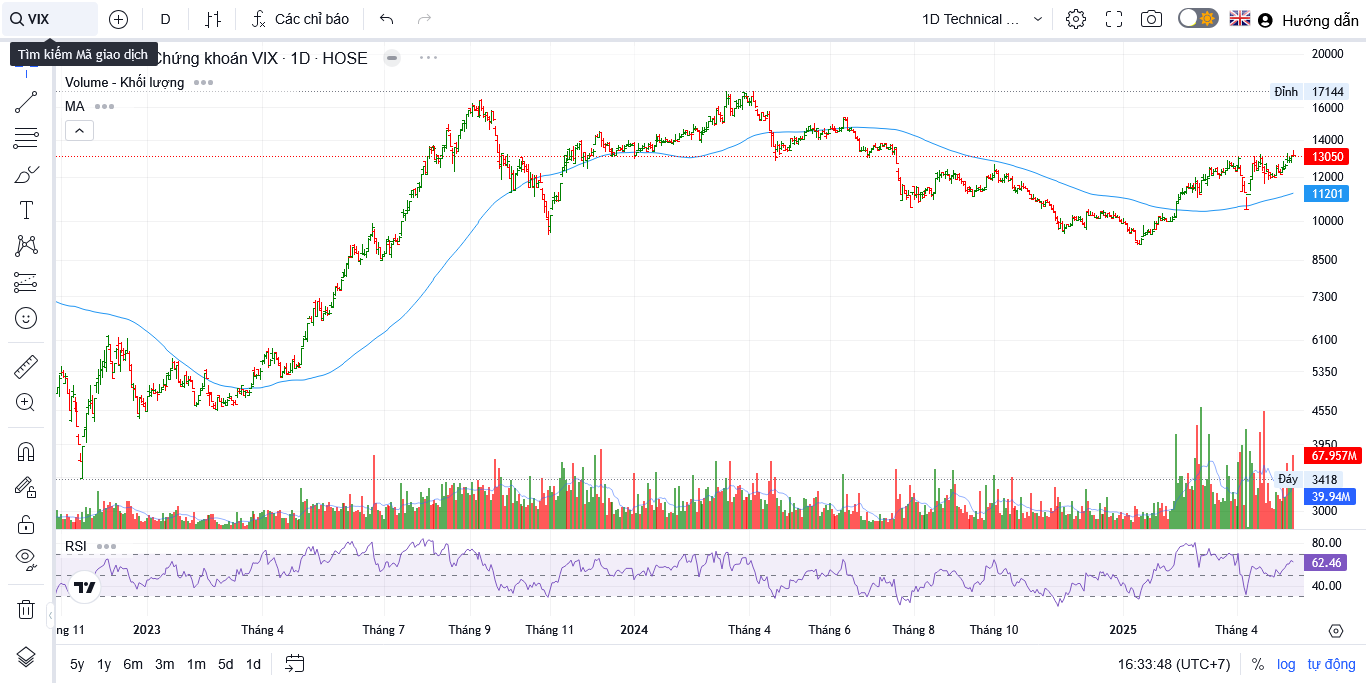 VIX
D
Các chỉ báo
1D Technical ...
Hướng dẫn
Tìm kiếm Mã giao dịch
Chứng khoán VIX · 1D · HOSE
Volume - Khối lượng
MA
20000
Đỉnh 17144
16000
14000
13050
12000
11201
10000
8500
7300
6100
5350
4550
3950
67.957M
Đáy 3418
39.94M
3000
RSI
80.00
62.46
40.00
ng 11 2023 Tháng 4 Tháng 7 Tháng 9 Tháng 11 2024 Tháng 4 Tháng 6 Tháng 8 Tháng 10 2025 Tháng 4
5y 1y 6m 3m 1m 5d 1d
16:33:48 (UTC+7) % log tự động